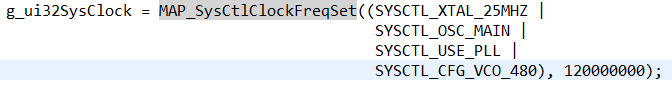 g_ui32SysClock = MAP_SysCtlClockFreqSet((SYSCTL_XTAL_25MHZ |
SYSCTL_OSC_MAIN |
SYSCTL_USE_PLL |
SYSCTL_CFG_VCO_480), 120000000);